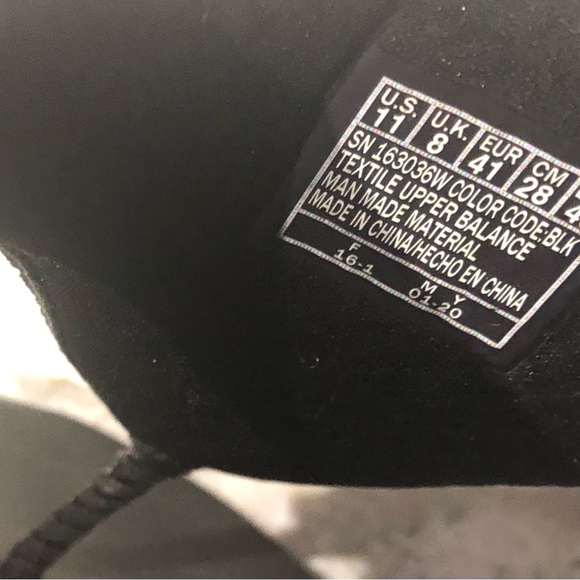 U.S. U.K. EUR CM
11 8 41 28
SN 163036W COLOR CODE:BLK
TEXTILE UPPER BALANCE
MAN MADE MATERIAL
MADE IN CHINA/HECHO EN CHINA
F M Y
16-1 01-20